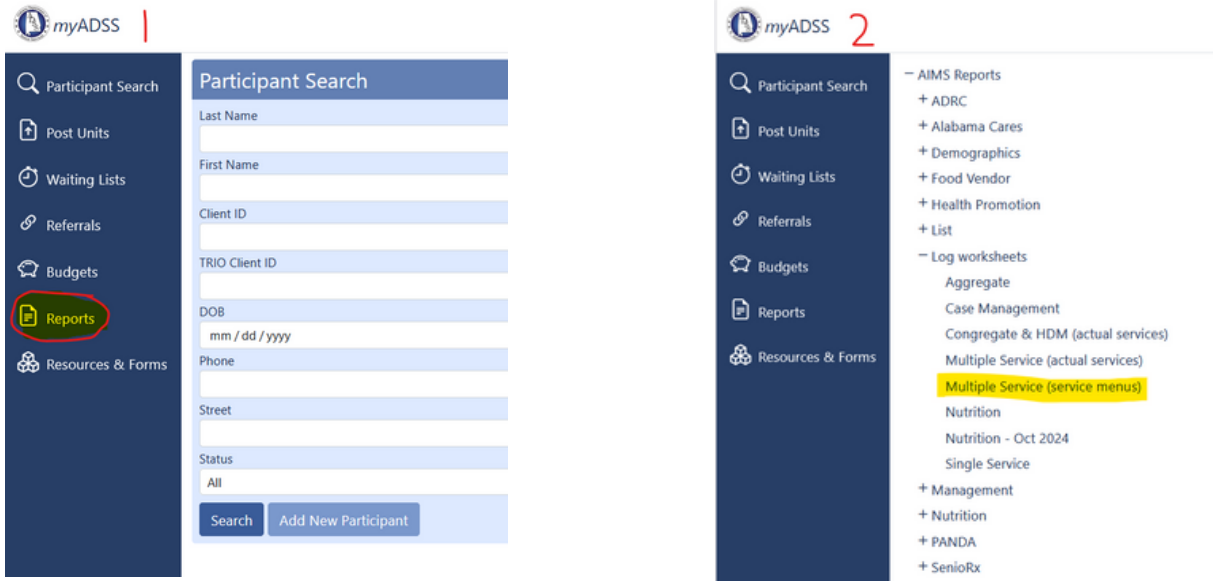 myADSS 1
Participant Search
Post Units
Waiting Lists
Referrals
Budgets
Reports
Resources & Forms
Participant Search
Last Name
First Name
Client ID
TRIO Client ID
DOB
mm / dd / yyyy
Phone
Street
Status
All
Search Add New Participant
myADSS 2
Participant Search
Post Units
Waiting Lists
Referrals
Budgets
Reports
Resources & Forms
− AIMS Reports
+ ADRC
+ Alabama Cares
+ Demographics
+ Food Vendor
+ Health Promotion
+ List
− Log worksheets
Aggregate
Case Management
Congregate & HDM (actual services)
Multiple Service (actual services)
Multiple Service (service menus)
Nutrition
Nutrition - Oct 2024
Single Service
+ Management
+ Nutrition
+ PANDA
+ SenioRx